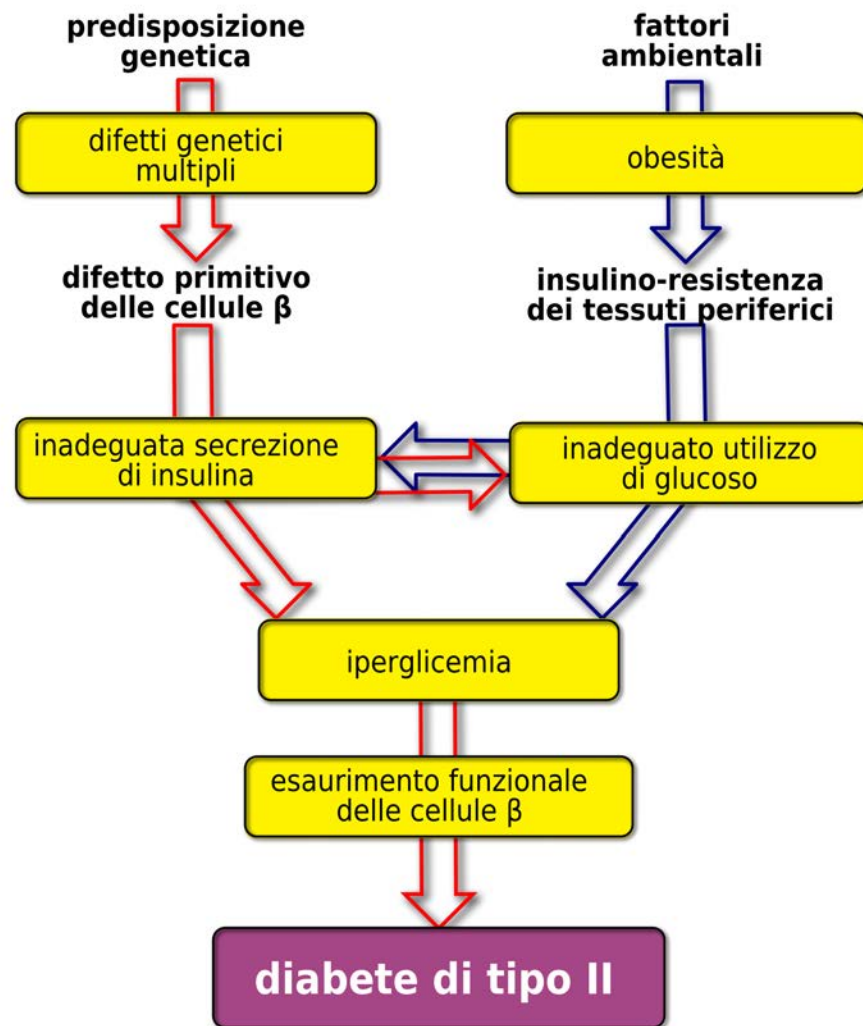 predisposizione
genetica
fattori
ambientali
difetti genetici
multipli
obesità
difetto primitivo
delle cellule β
insulino-resistenza
dei tessuti periferici
inadeguata secrezione
di insulina
inadeguato utilizzo
di glucoso
iperglicemia
esaurimento funzionale
delle cellule β
diabete di tipo II